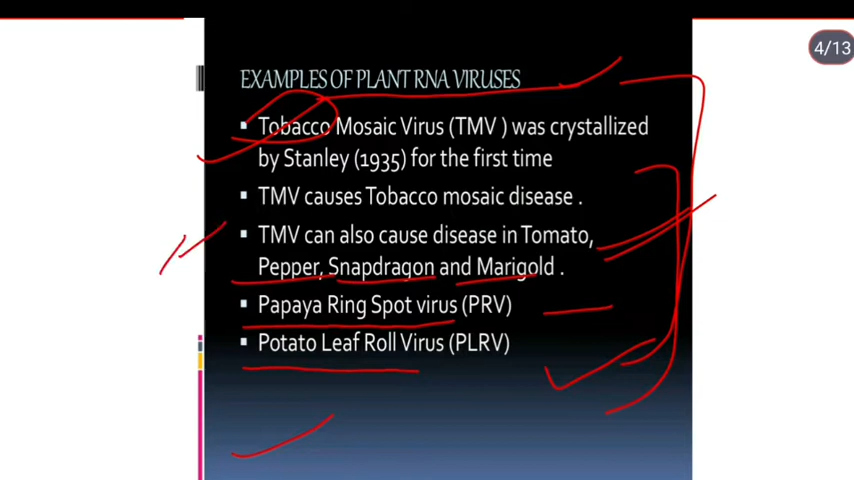 4/13
EXAMPLES OF PLANT RNA VIRUSES
▪ Tobacco Mosaic Virus (TMV ) was crystallized
by Stanley (1935) for the first time
▪ TMV causes Tobacco mosaic disease .
▪ TMV can also cause disease in Tomato,
Pepper, Snapdragon and Marigold .
▪ Papaya Ring Spot virus (PRV)
▪ Potato Leaf Roll Virus (PLRV)